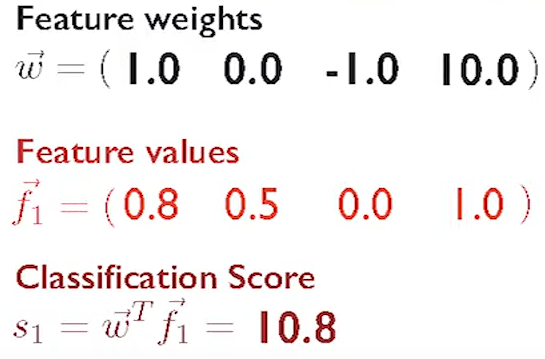 Feature weights
w⃗ = ( 1.0 0.0 -1.0 10.0 )
Feature values
f⃗₁ = ( 0.8 0.5 0.0 1.0 )
Classification Score
s₁ = w⃗ᵀ f⃗₁ = 10.8